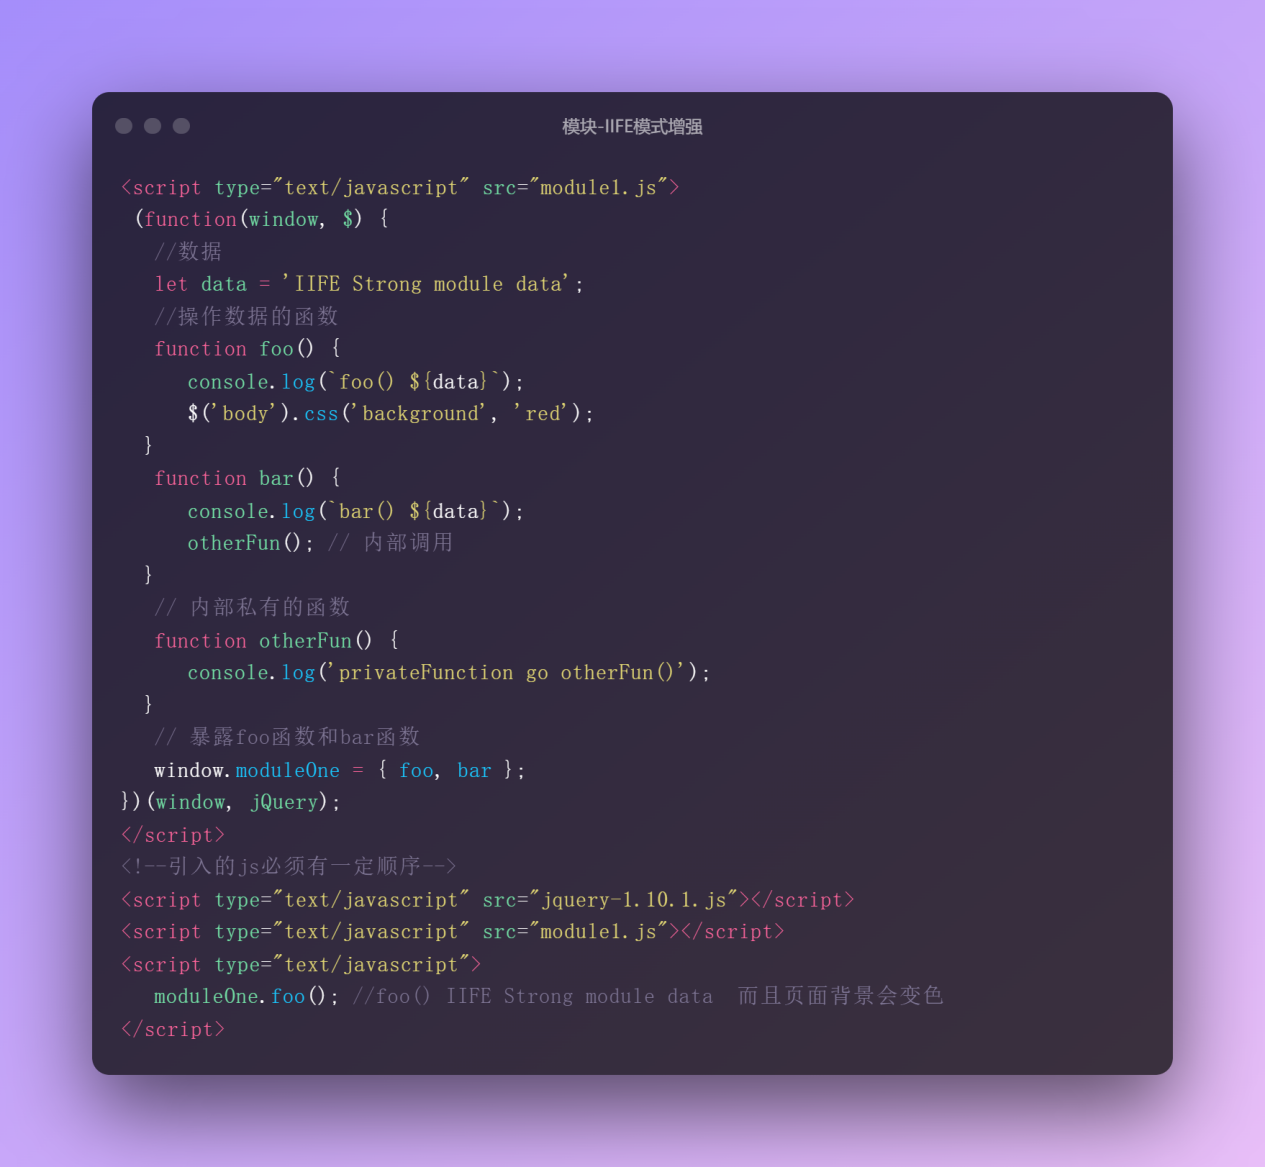 模块-IIFE模式增强
<script type="text/javascript" src="module1.js">
(function(window, $) {
//数据
let data = 'IIFE Strong module data';
//操作数据的函数
function foo() {
console.log(`foo() ${data}`);
$('body').css('background', 'red');
}
function bar() {
console.log(`bar() ${data}`);
otherFun(); // 内部调用
}
// 内部私有的函数
function otherFun() {
console.log('privateFunction go otherFun()');
}
// 暴露foo函数和bar函数
window.moduleOne = { foo, bar };
})(window, jQuery);
</script>
<!--引入的js必须有一定顺序-->
<script type="text/javascript" src="jquery-1.10.1.js"></script>
<script type="text/javascript" src="module1.js"></script>
<script type="text/javascript">
moduleOne.foo(); //foo() IIFE Strong module data  而且页面背景会变色
</script>